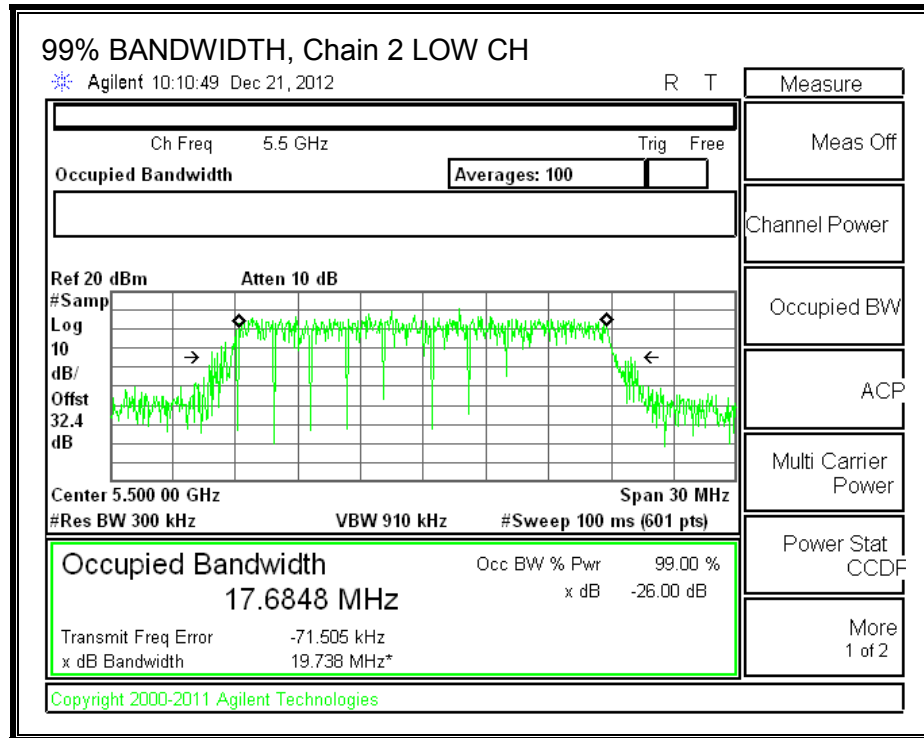 99% BANDWIDTH, Chain 2 LOW CH
Agilent 10:10:49 Dec 21, 2012 R T
Measure
Ch Freq 5.5 GHz Trig Free
Meas Off
Occupied Bandwidth Averages: 100
Channel Power
Ref 20 dBm Atten 10 dB
#Samp
Log
10
dB/
Offst
32.4
dB
Occupied BW
ACP
Center 5.500 00 GHz Span 30 MHz
#Res BW 300 kHz VBW 910 kHz #Sweep 100 ms (601 pts)
Multi Carrier
Power
Occupied Bandwidth Occ BW % Pwr 99.00 %
17.6848 MHz x dB -26.00 dB
Transmit Freq Error -71.505 kHz
x dB Bandwidth 19.738 MHz*
Power Stat
CCDF
More
1 of 2
Copyright 2000-2011 Agilent Technologies